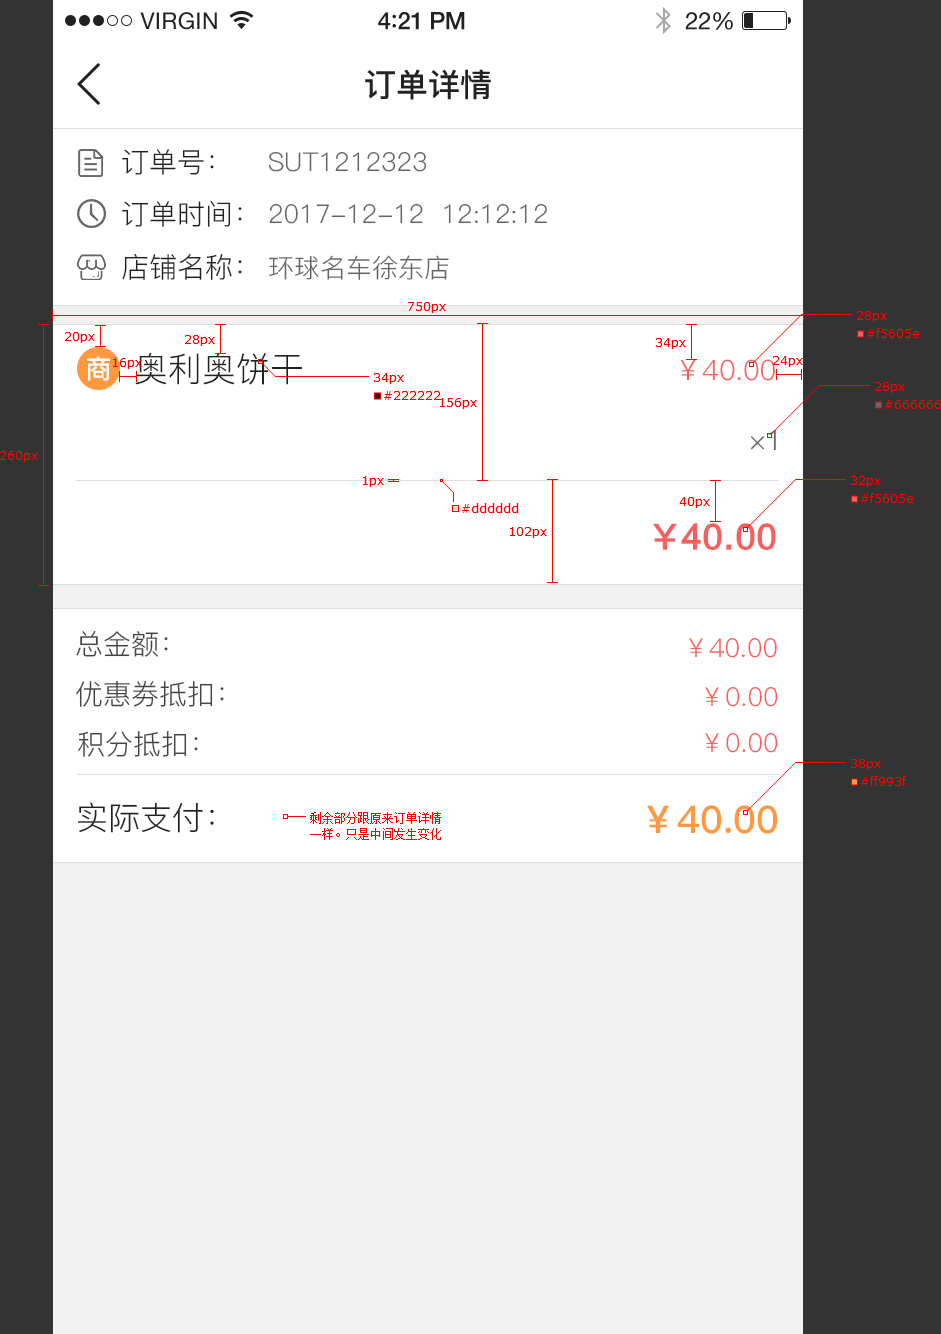 VIRGIN 4:21 PM 22%
订单详情
订单号： SUT1212323
订单时间： 2017-12-12 12:12:12
店铺名称： 环球名车徐东店
750px
28px
#f5605e
20px
28px
34px
16px
24px
商 奥利奥饼干
￥40.00
34px
#222222
28px
#666666
156px
×1
260px
1px
#dddddd
40px
32px
#f5605e
102px
￥40.00
总金额： ￥40.00
优惠券抵扣： ￥0.00
积分抵扣： ￥0.00
38px
#ff993f
实际支付： ￥40.00
剩余部分跟原来订单详情
一样。只是中间发生变化